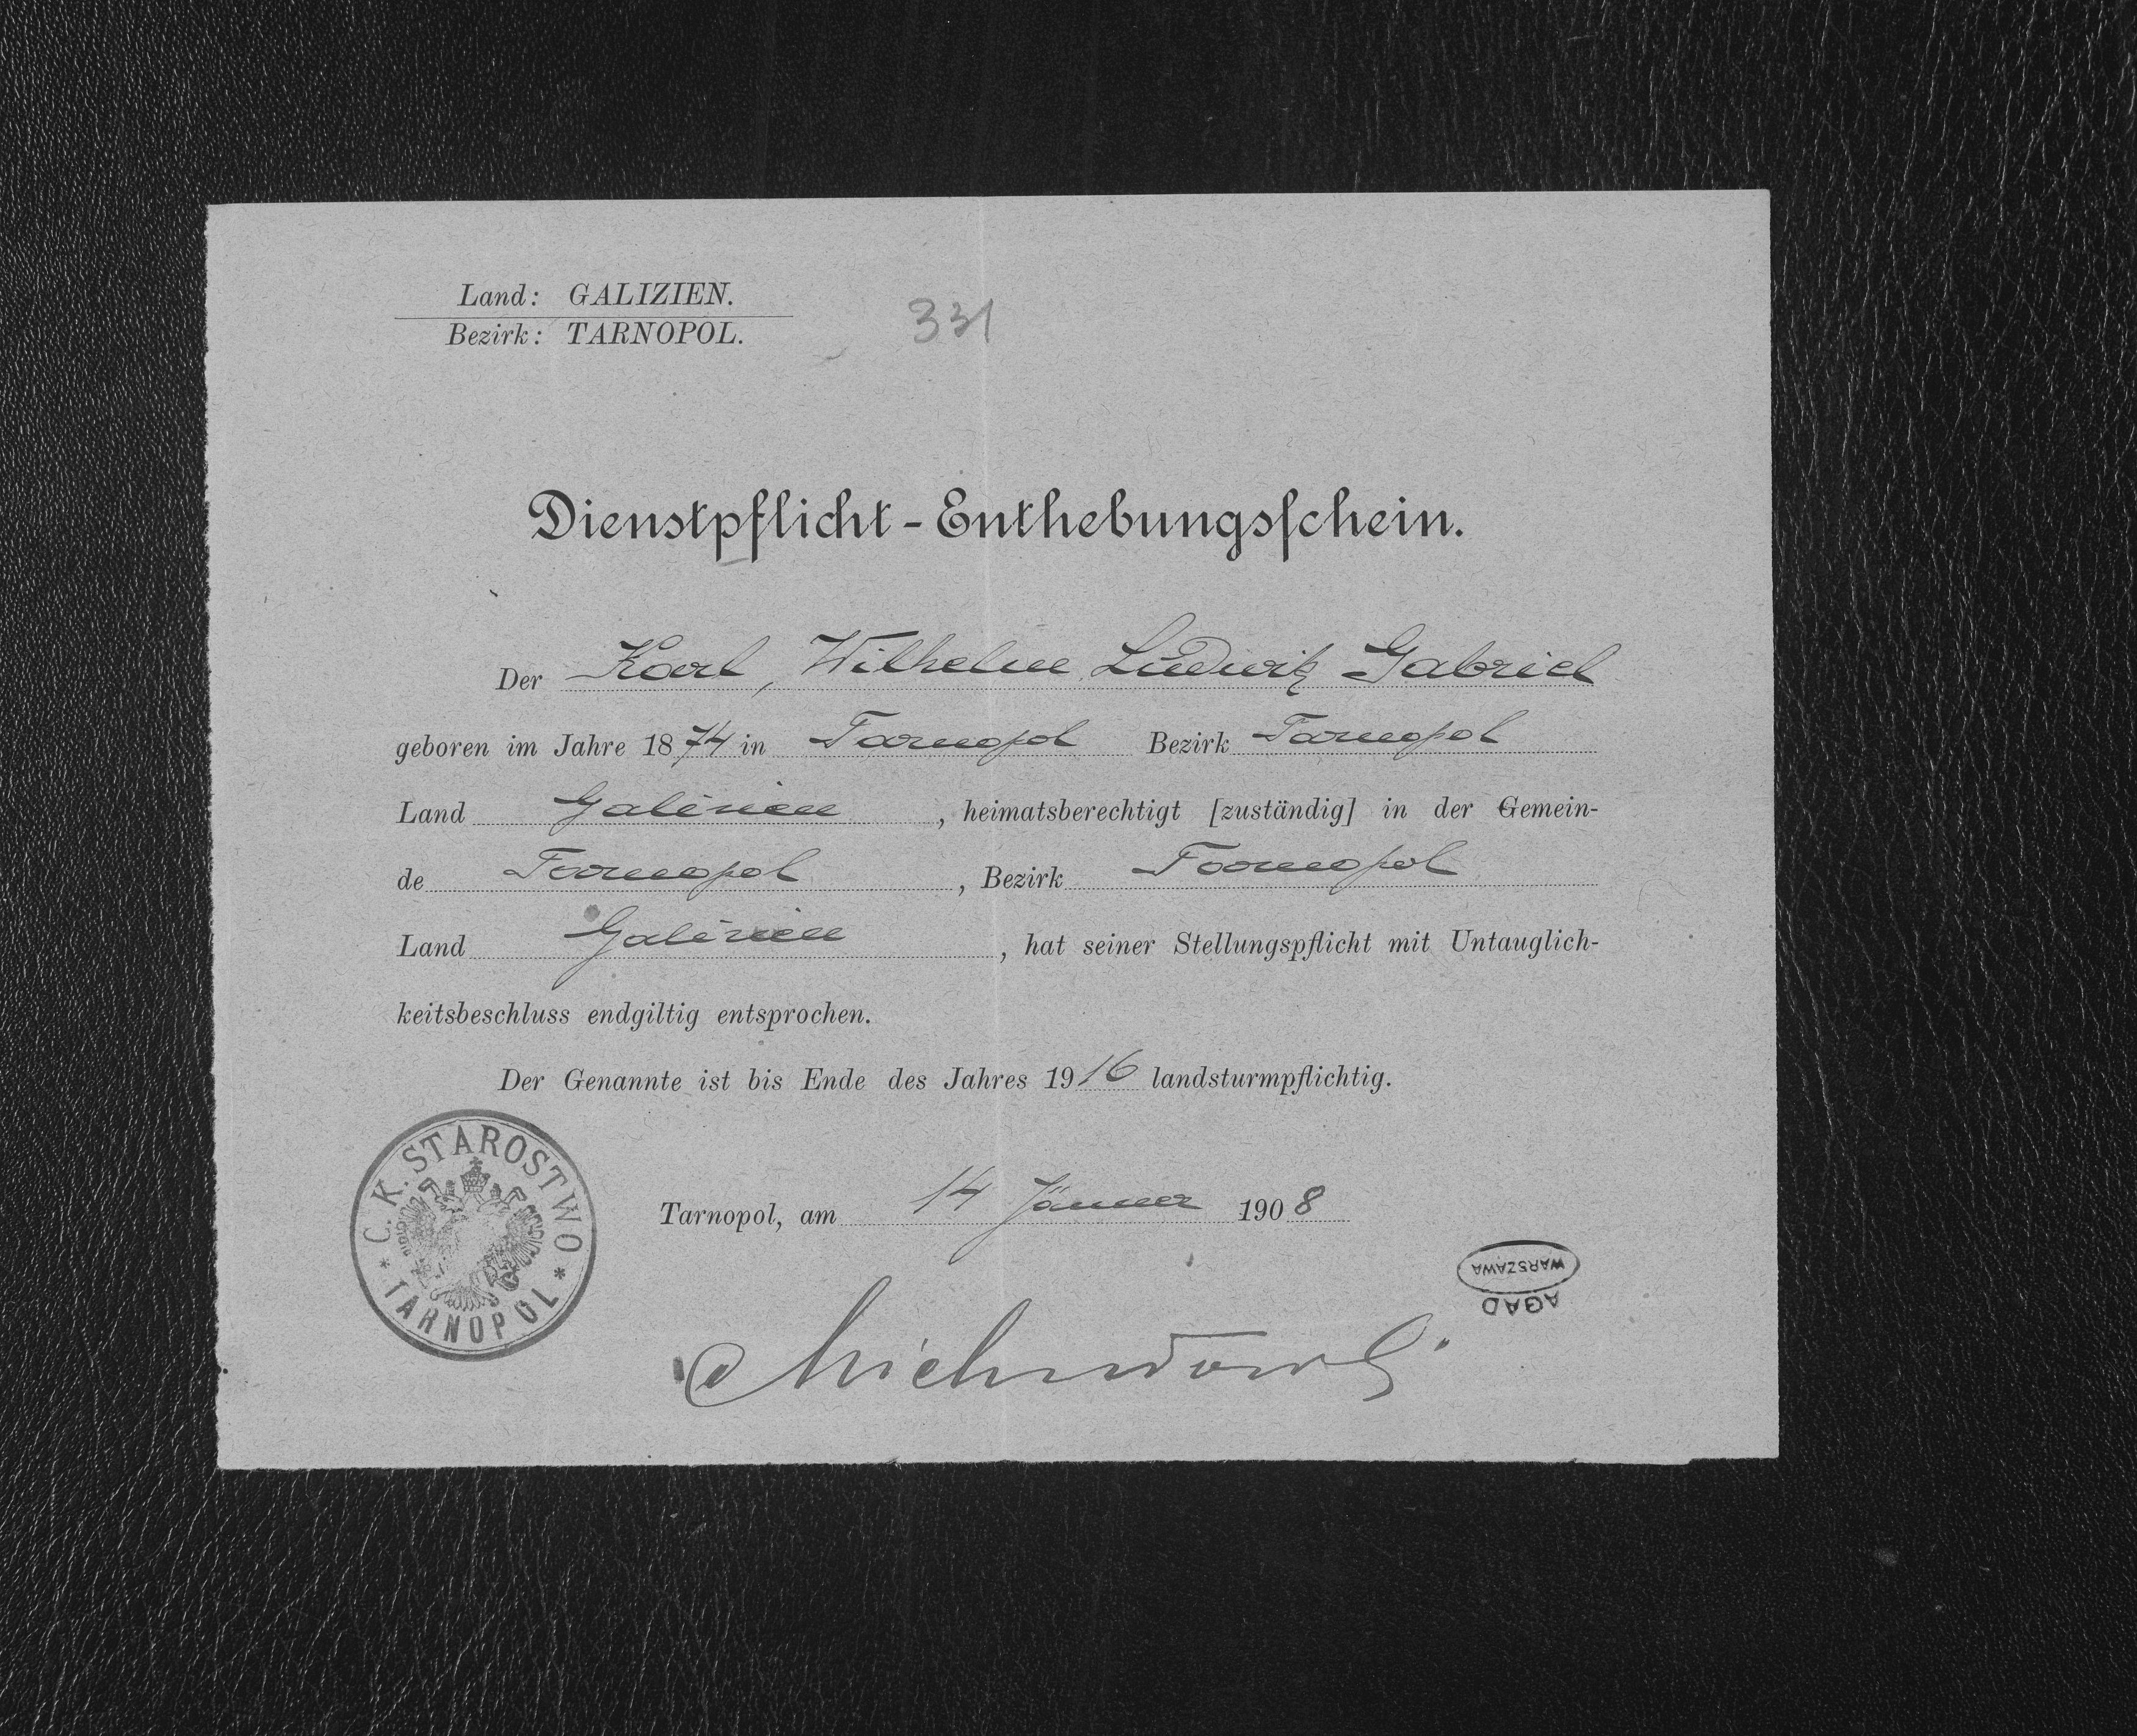 Land: GALIZIEN.
331
Bezirk: TARNOPOL.
Dienstpflicht-Enthebungsschein.
Der Karl, Wilhelm, Ludwik Gabriel
geboren im Jahre 1874 in Tarnopol Bezirk Tarnopol
Land Galizien, heimatsberechtigt [zuständig] in der Gemein-
de Tarnopol, Bezirk Tarnopol
Land Galizien, hat seiner Stellungspflicht mit Untauglich-
keitsbeschluss endgiltig entsprochen.
Der Genannte ist bis Ende des Jahres 1916 landsturmpflichtig.
C. K. STAROSTWO
* TARNOPOL *
Tarnopol, am 14 Jänner 1908
AGAD
WARSZAWA